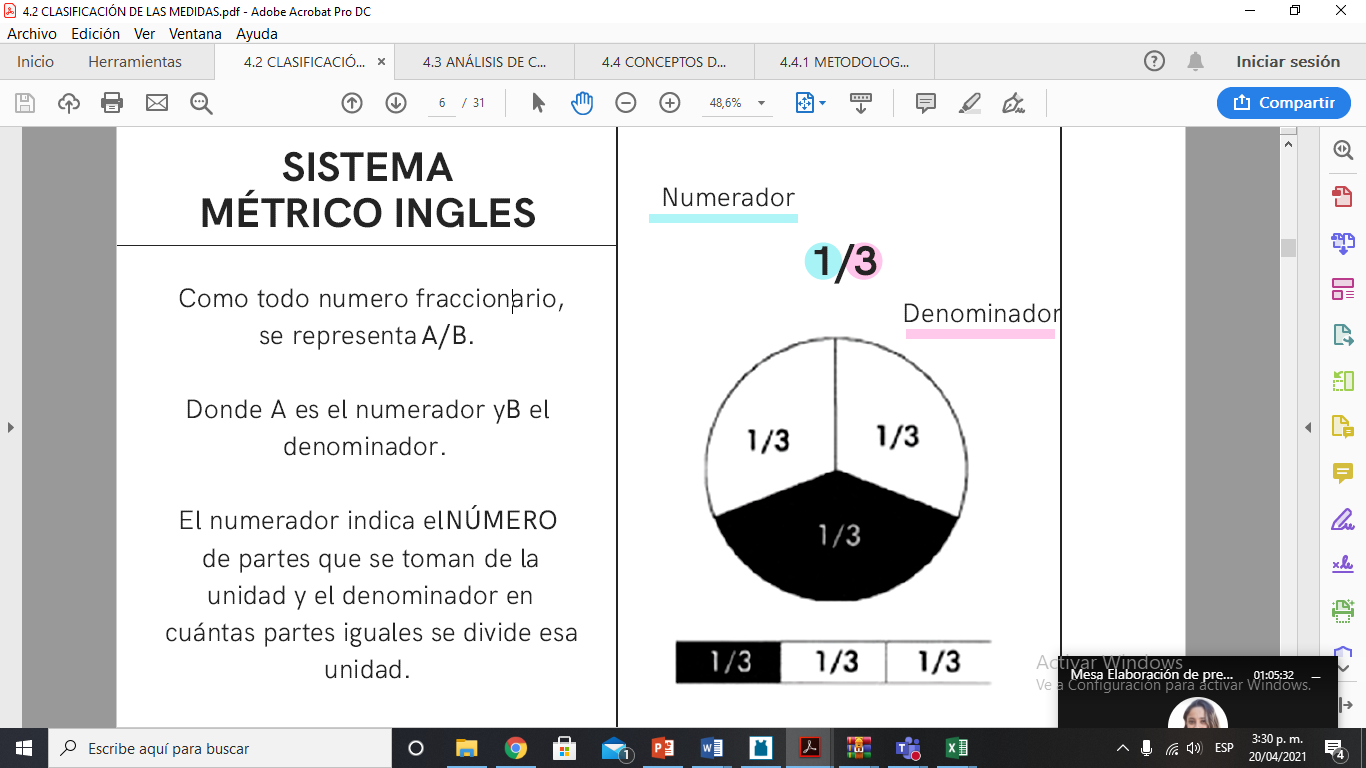 4.2 CLASIFICACIÓN DE LAS MEDIDAS.pdf - Adobe Acrobat Pro DC
Archivo Edición Ver Ventana Ayuda
Inicio Herramientas 4.2 CLASIFICACIÓ... × 4.3 ANÁLISIS DE C... 4.4 CONCEPTOS D... 4.4.1 METODOLOG... Iniciar sesión
6 / 31 48,6% Compartir
SISTEMA
MÉTRICO INGLES
Como todo numero fraccionario,
se representa A/B.
Donde A es el numerador yB el
denominador.
El numerador indica elNÚMERO
de partes que se toman de la
unidad y el denominador en
cuántas partes iguales se divide esa
unidad.
Numerador
1/3
Denominador
1/3 1/3
1/3
1/3 1/3 1/3
Activar Windows
Ve a Configuración para activar Windows.
Mesa Elaboración de pre... 01:05:32
Escribe aquí para buscar
1
ESP
3:30 p. m.
20/04/2021
4